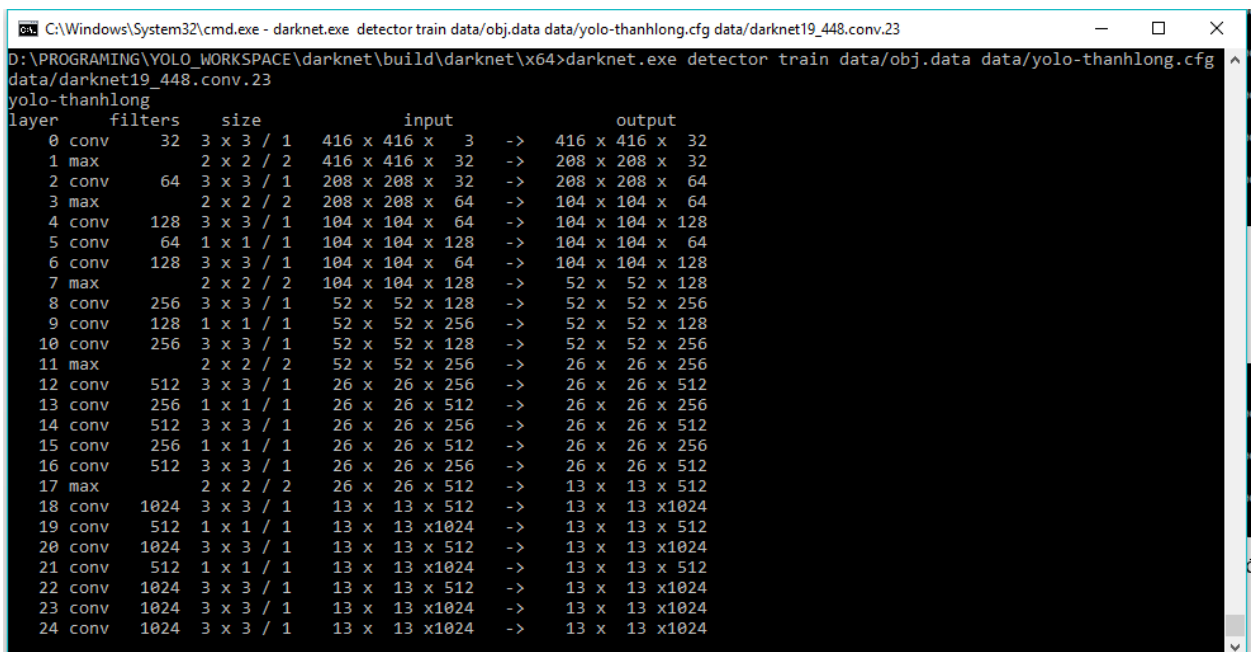 C:\Windows\System32\cmd.exe - darknet.exe  detector train data/obj.data data/yolo-thanhlong.cfg data/darknet19_448.conv.23
D:\PROGRAMING\YOLO_WORKSPACE\darknet\build\darknet\x64>darknet.exe detector train data/obj.data data/yolo-thanhlong.cfg
data/darknet19_448.conv.23
yolo-thanhlong
layer     filters    size              input                output
    0 conv     32  3 x 3 / 1   416 x 416 x   3   ->   416 x 416 x  32
    1 max          2 x 2 / 2   416 x 416 x  32   ->   208 x 208 x  32
    2 conv     64  3 x 3 / 1   208 x 208 x  32   ->   208 x 208 x  64
    3 max          2 x 2 / 2   208 x 208 x  64   ->   104 x 104 x  64
    4 conv    128  3 x 3 / 1   104 x 104 x  64   ->   104 x 104 x 128
    5 conv     64  1 x 1 / 1   104 x 104 x 128   ->   104 x 104 x  64
    6 conv    128  3 x 3 / 1   104 x 104 x  64   ->   104 x 104 x 128
    7 max          2 x 2 / 2   104 x 104 x 128   ->    52 x  52 x 128
    8 conv    256  3 x 3 / 1    52 x  52 x 128   ->    52 x  52 x 256
    9 conv    128  1 x 1 / 1    52 x  52 x 256   ->    52 x  52 x 128
   10 conv    256  3 x 3 / 1    52 x  52 x 128   ->    52 x  52 x 256
   11 max          2 x 2 / 2    52 x  52 x 256   ->    26 x  26 x 256
   12 conv    512  3 x 3 / 1    26 x  26 x 256   ->    26 x  26 x 512
   13 conv    256  1 x 1 / 1    26 x  26 x 512   ->    26 x  26 x 256
   14 conv    512  3 x 3 / 1    26 x  26 x 256   ->    26 x  26 x 512
   15 conv    256  1 x 1 / 1    26 x  26 x 512   ->    26 x  26 x 256
   16 conv    512  3 x 3 / 1    26 x  26 x 256   ->    26 x  26 x 512
   17 max          2 x 2 / 2    26 x  26 x 512   ->    13 x  13 x 512
   18 conv   1024  3 x 3 / 1    13 x  13 x 512   ->    13 x  13 x1024
   19 conv    512  1 x 1 / 1    13 x  13 x1024   ->    13 x  13 x 512
   20 conv   1024  3 x 3 / 1    13 x  13 x 512   ->    13 x  13 x1024
   21 conv    512  1 x 1 / 1    13 x  13 x1024   ->    13 x  13 x 512
   22 conv   1024  3 x 3 / 1    13 x  13 x 512   ->    13 x  13 x1024
   23 conv   1024  3 x 3 / 1    13 x  13 x1024   ->    13 x  13 x1024
   24 conv   1024  3 x 3 / 1    13 x  13 x1024   ->    13 x  13 x1024